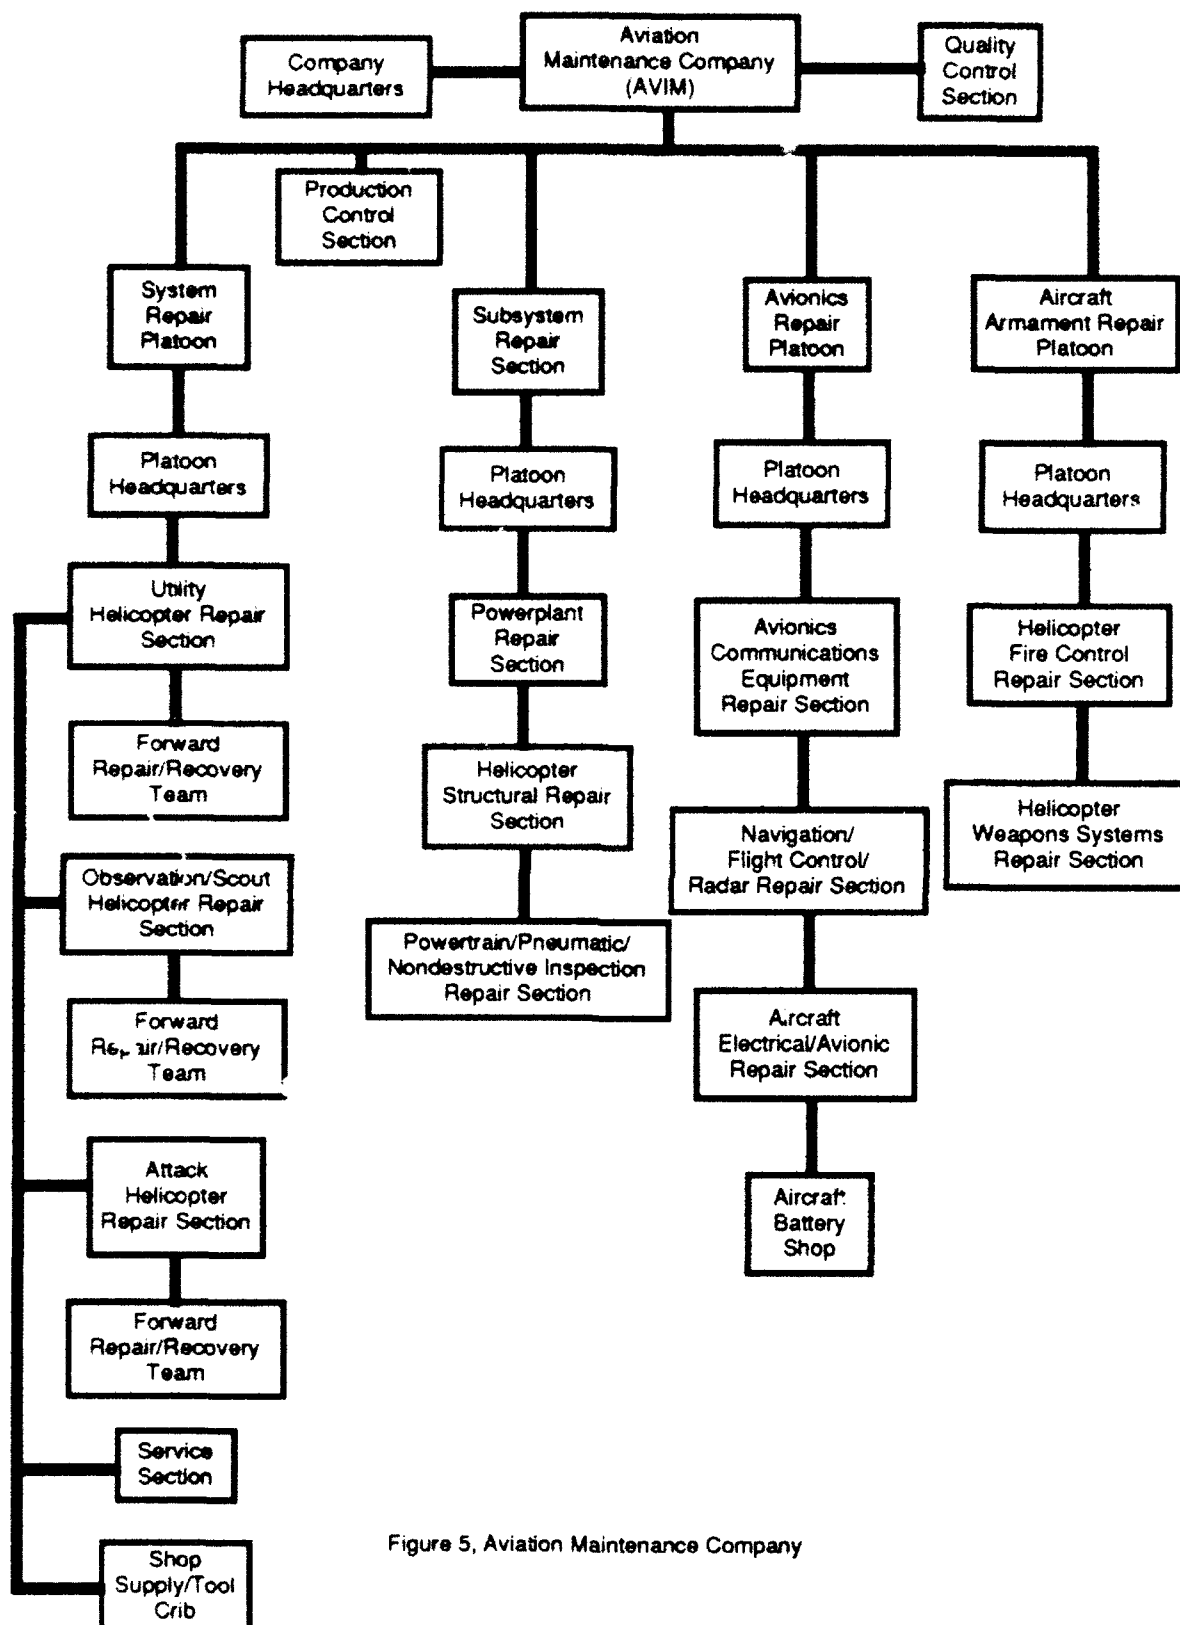 Company
Headquarters
Aviation
Maintenance Company
(AVIM)
Quality
Control
Section
Production
Control
Section
System
Repair
Platoon
Subsystem
Repair
Section
Avionics
Repair
Platoon
Aircraft
Armament Repair
Platoon
Platoon
Headquarters
Platoon
Headquarters
Platoon
Headquarters
Platoon
Headquarters
Utility
Helicopter Repair
Section
Powerplant
Repair
Section
Avionics
Communications
Equipment
Repair Section
Helicopter
Fire Control
Repair Section
Forward
Repair/Recovery
Team
Helicopter
Structural Repair
Section
Navigation/
Flight Control/
Radar Repair Section
Helicopter
Weapons Systems
Repair Section
Observation/Scout
Helicopter Repair
Section
Powertrain/Pneumatic/
Nondestructive Inspection
Repair Section
Forward
Repair/Recovery
Team
Aircraft
Electrical/Avionic
Repair Section
Attack
Helicopter
Repair Section
Aircraft
Battery
Shop
Forward
Repair/Recovery
Team
Service
Section
Shop
Supply/Tool
Crib
Figure 5, Aviation Maintenance Company